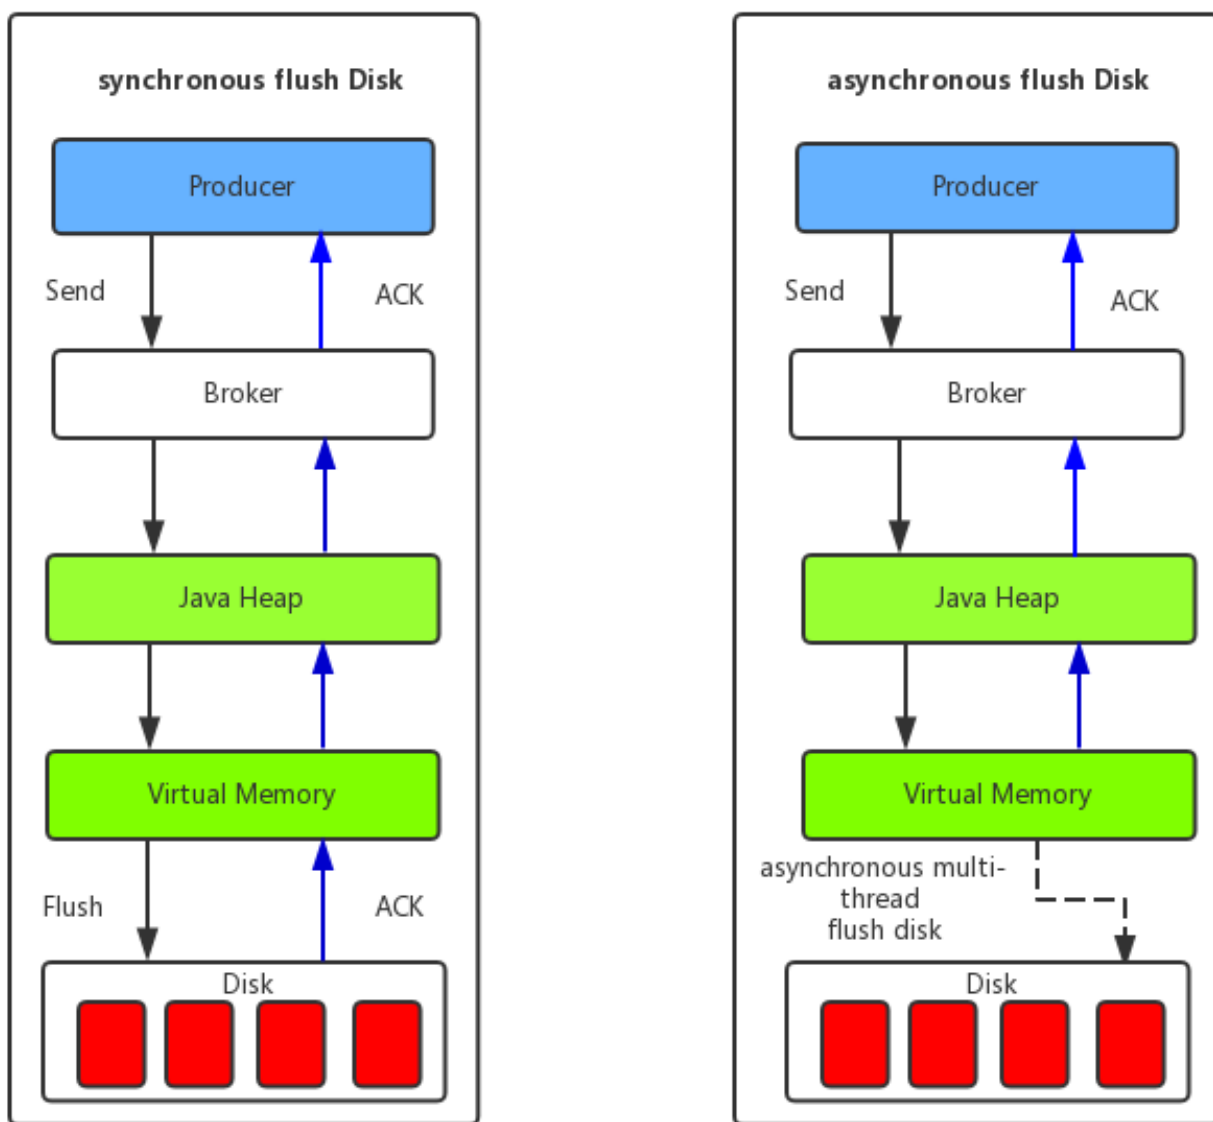 synchronous flush Disk
Producer
Send
ACK
Broker
Java Heap
Virtual Memory
Flush
ACK
Disk
asynchronous flush Disk
Producer
Send
ACK
Broker
Java Heap
Virtual Memory
asynchronous multi-
thread
flush disk
Disk